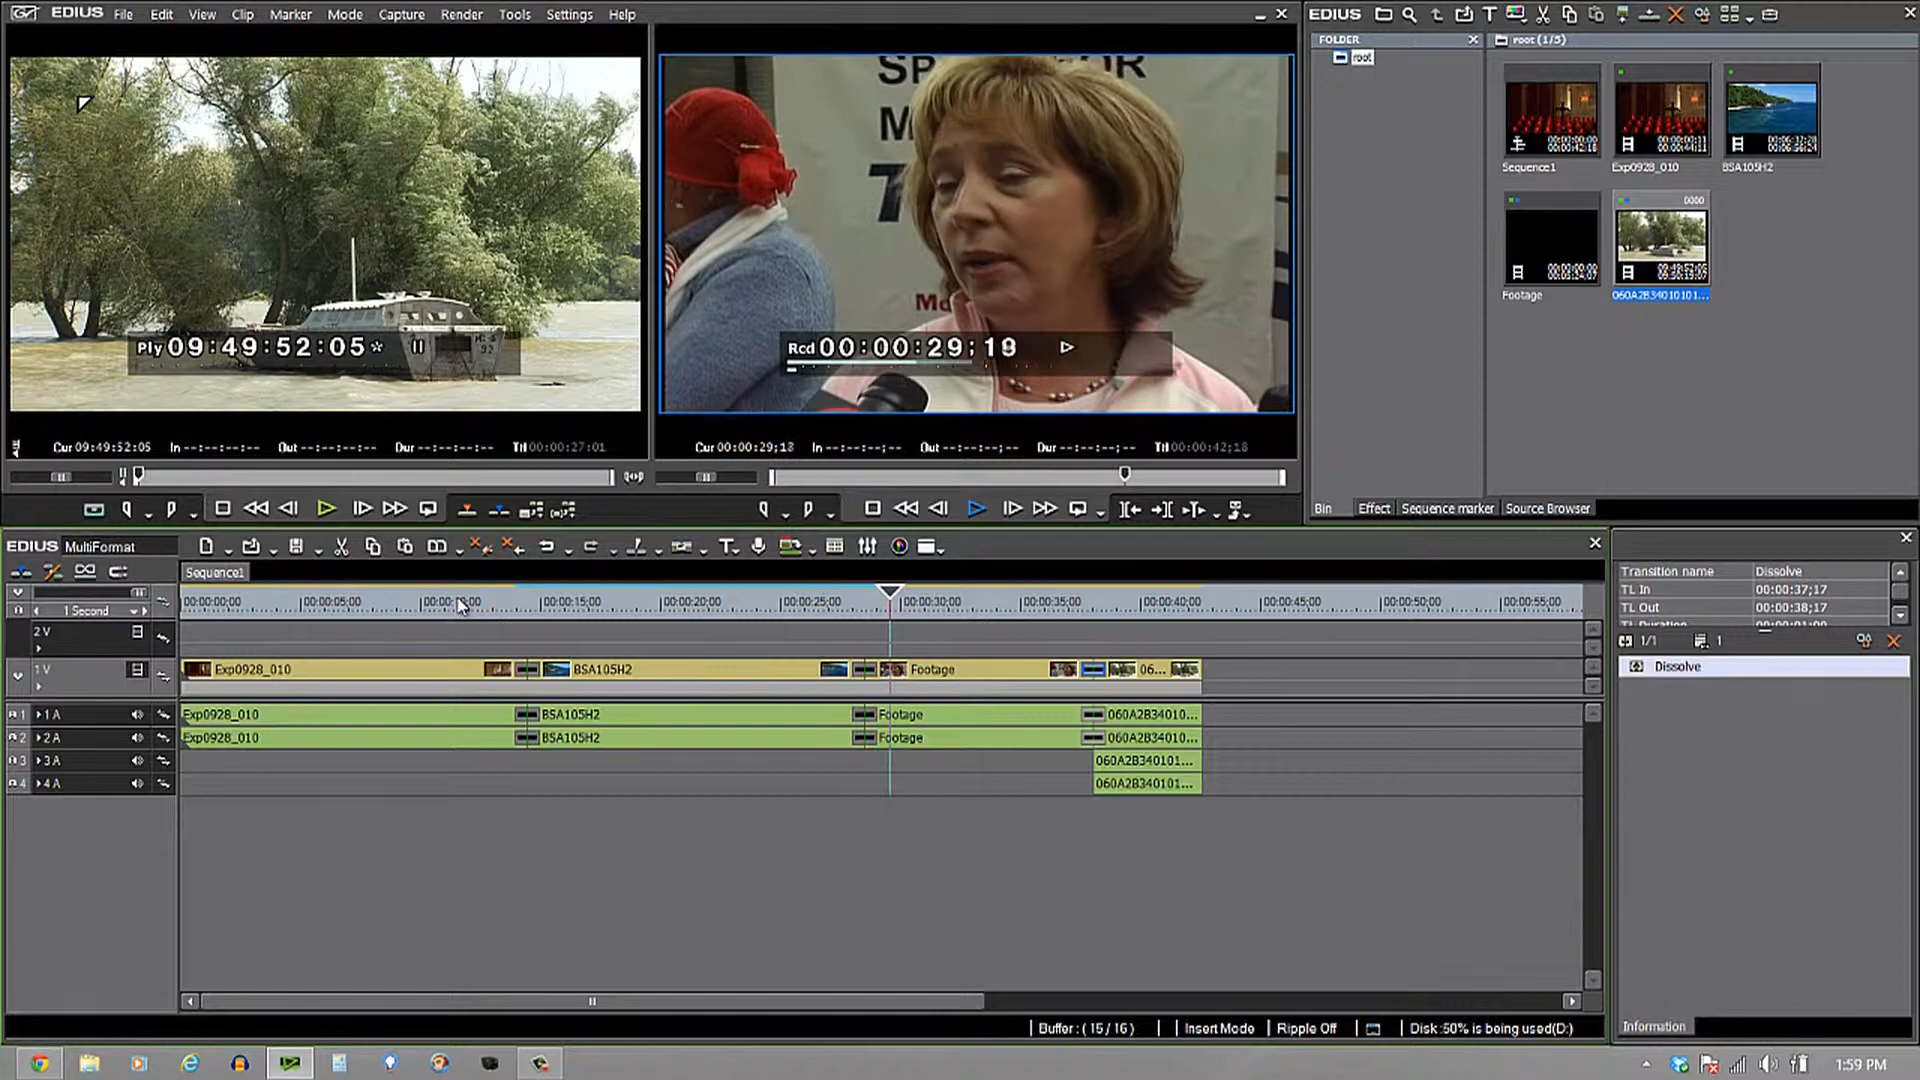 EDIUS File Edit View Clip Marker Mode Capture Render Tools Settings Help
Ply 09:49:52:05*
Cur 09:49:52:05 In --:--:--:-- Out --:--:--:-- Dur --:--:--:-- Ttl 00:00:27:01
SP OR
M
Rcd 00:00:29;19
Cur 00:00:29;18 In --:--:--:-- Out --:--:--:-- Dur --:--:--:-- Ttl 00:00:42;18
EDIUS
FOLDER
root
root (1/5)
Sequence1
Exp0928_010
BSA105H2
0000
Footage
060A2B34010101...
Bin Effect Sequence marker Source Browser
EDIUS MultiFormat
Sequence1
1 Second
00:00:00;00 00:00:05;00 00:00:15;00 00:00:20;00 00:00:25;00 00:00:30;00 00:00:35;00 00:00:40;00 00:00:45;00 00:00:50;00 00:00:55;00
2 V
1 V Exp0928_010 BSA105H2 Footage 06...
1 1 A Exp0928_010 BSA105H2 Footage 060A2B34010...
2 2 A Exp0928_010 BSA105H2 Footage 060A2B34010...
3 3 A 060A2B340101...
4 4 A 060A2B340101...
Transition name Dissolve
TL In 00:00:37;17
TL Out 00:00:38;17
1/1 1
Dissolve
Information
Buffer : ( 15 / 16 ) Insert Mode Ripple Off Disk :50% is being used(D:)
1:59 PM